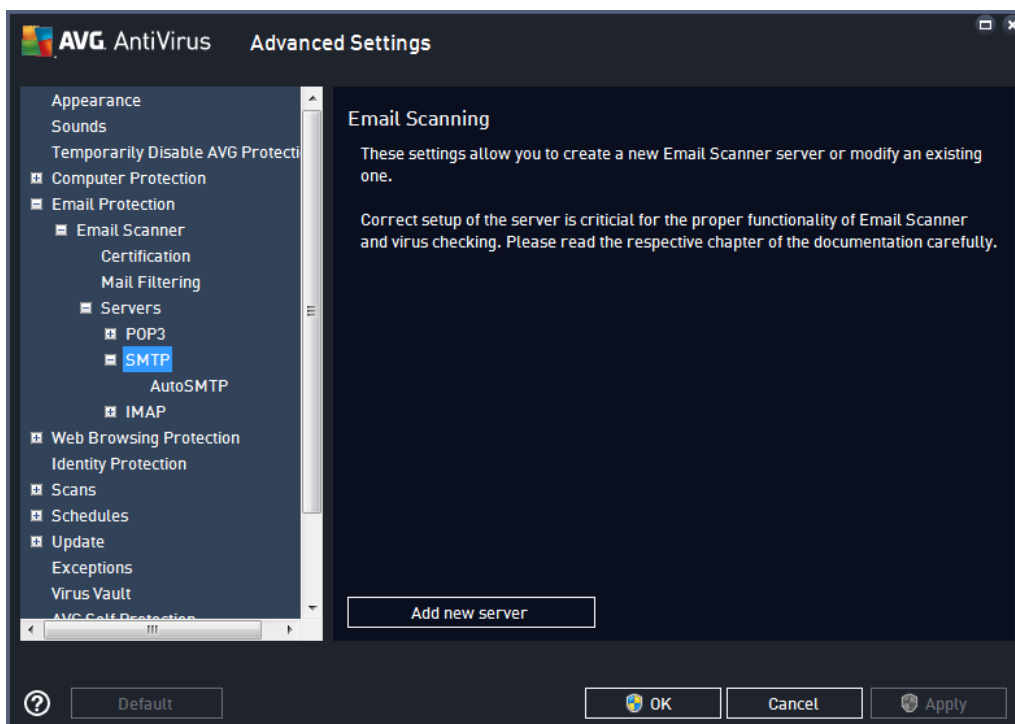 AVG. AntiVirus Advanced Settings
Appearance
Sounds
Temporarily Disable AVG Protecti
Computer Protection
Email Protection
Email Scanner
Certification
Mail Filtering
Servers
POP3
SMTP
AutoSMTP
IMAP
Web Browsing Protection
Identity Protection
Scans
Schedules
Update
Exceptions
Virus Vault
AVG Self Protection
Email Scanning
These settings allow you to create a new Email Scanner server or modify an existing
one.
Correct setup of the server is criticial for the proper functionality of Email Scanner
and virus checking. Please read the respective chapter of the documentation carefully.
Add new server
? Default OK Cancel Apply